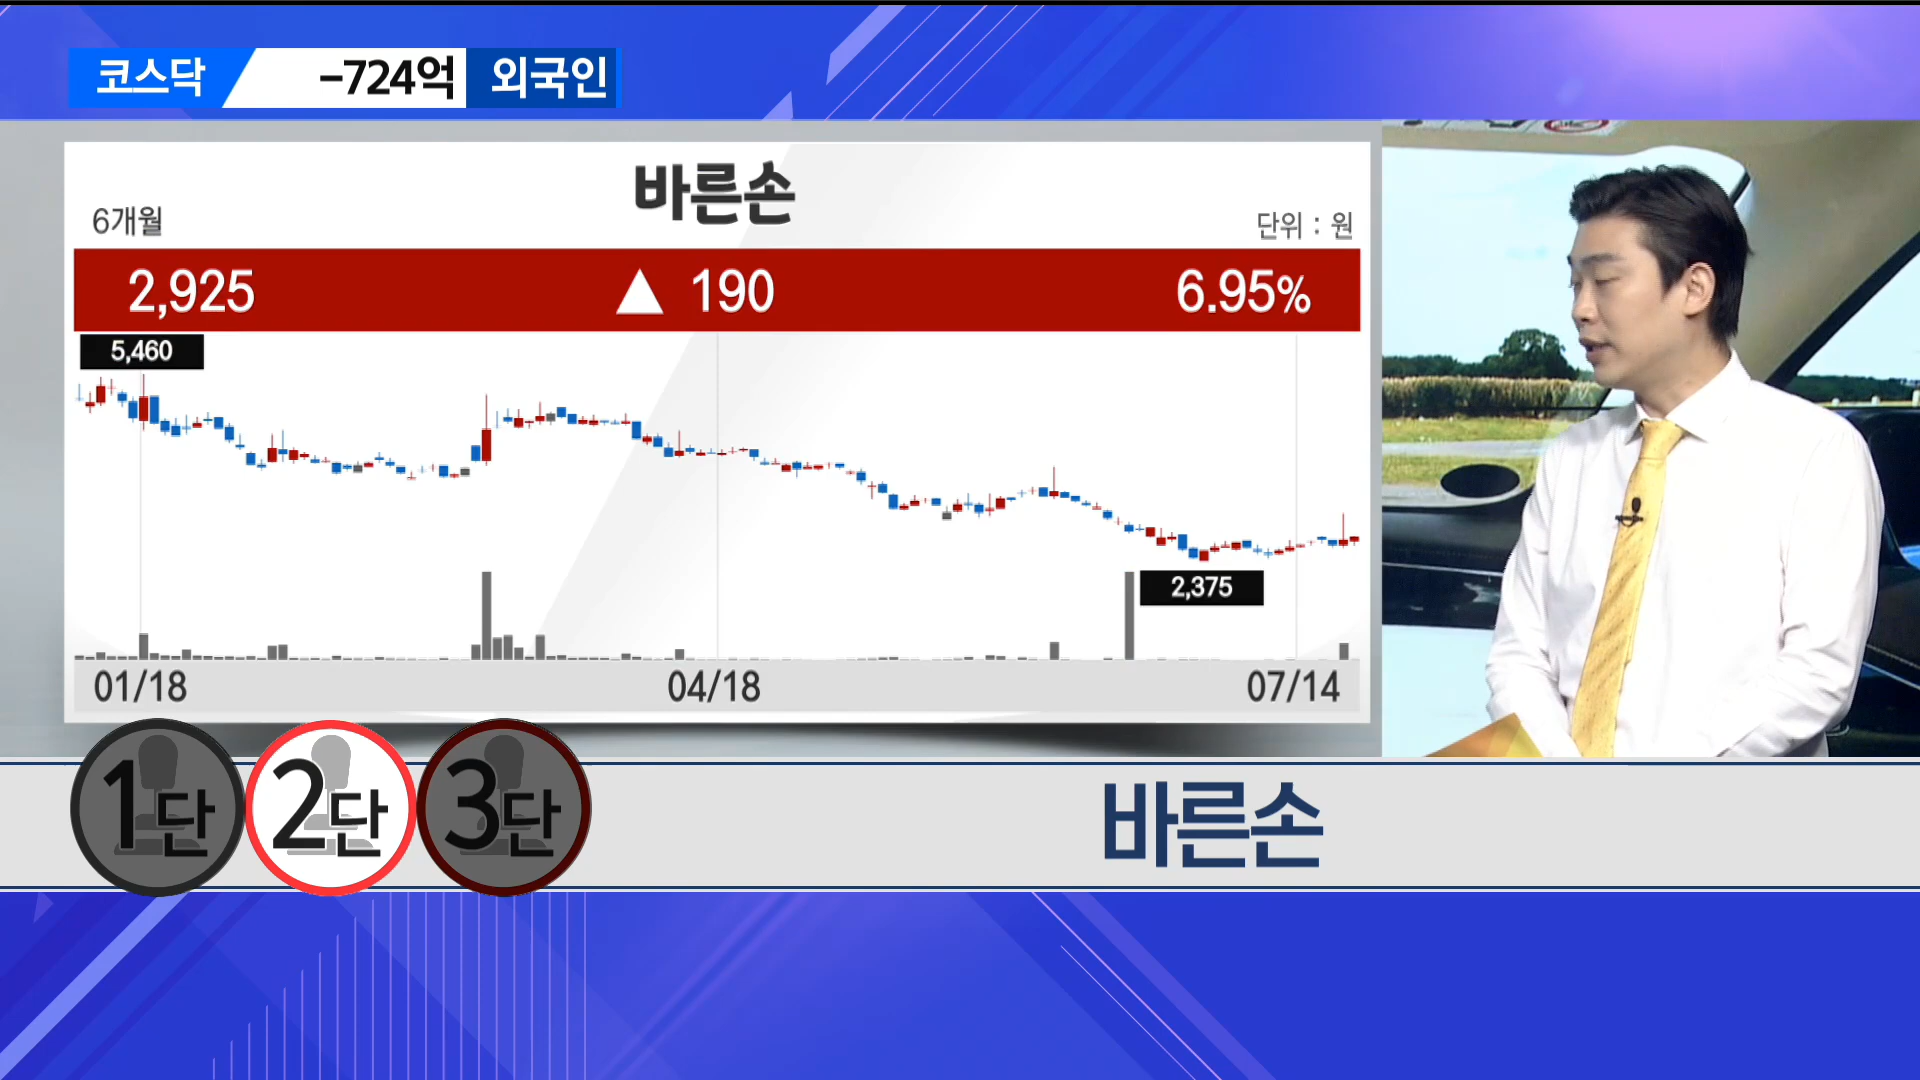 코스닥 -724억 외국인
바른손
6개월
단위 : 원
2,925 ▲ 190 6.95%
5,460
2,375
01/18 04/18 07/14
1단 2단 3단
바른손